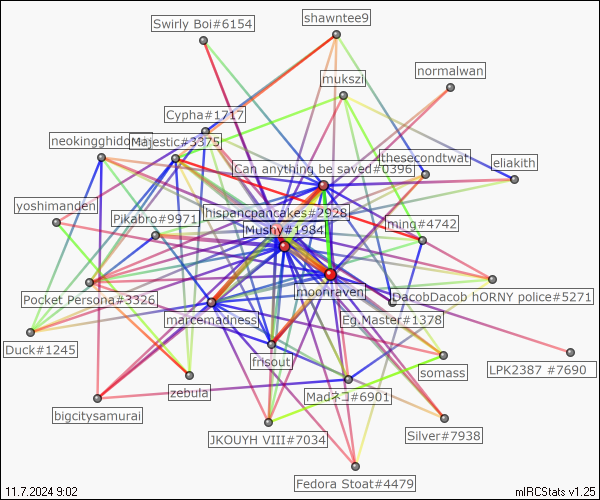 Swirly Boi#6154
shawntee9
mukszi
normalwan
Cypha#1717
neokingghido
Majestic#3375
thesecondtwat
Can anything be saved#0396
eliakith
yoshimanden
Pikabro#9971
hispancpancakes#2928
ming#4742
Mushy#1984
moonraven
DacobDacob hORNY police#5271
Pocket Persona#3326
marcemadness
Eg.Master#1378
Duck#1245
frisout
somass
LPK2387 #7690
zebula
Madネコ#6901
bigcitysamurai
JKOUYH VIII#7034
Silver#7938
Fedora Stoat#4479
11.7.2024 9:02
mIRCStats v1.25